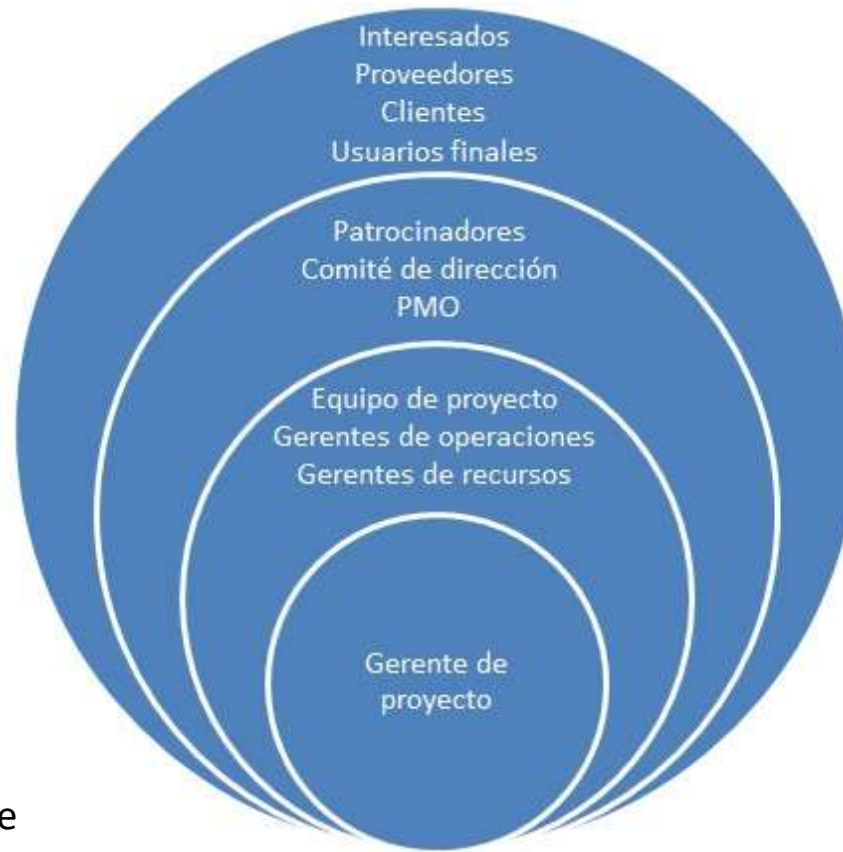 Interesados
Proveedores
Clientes
Usuarios finales
Patrocinadores
Comité de dirección
PMO
Equipo de proyecto
Gerentes de operaciones
Gerentes de recursos
Gerente de
proyecto
e